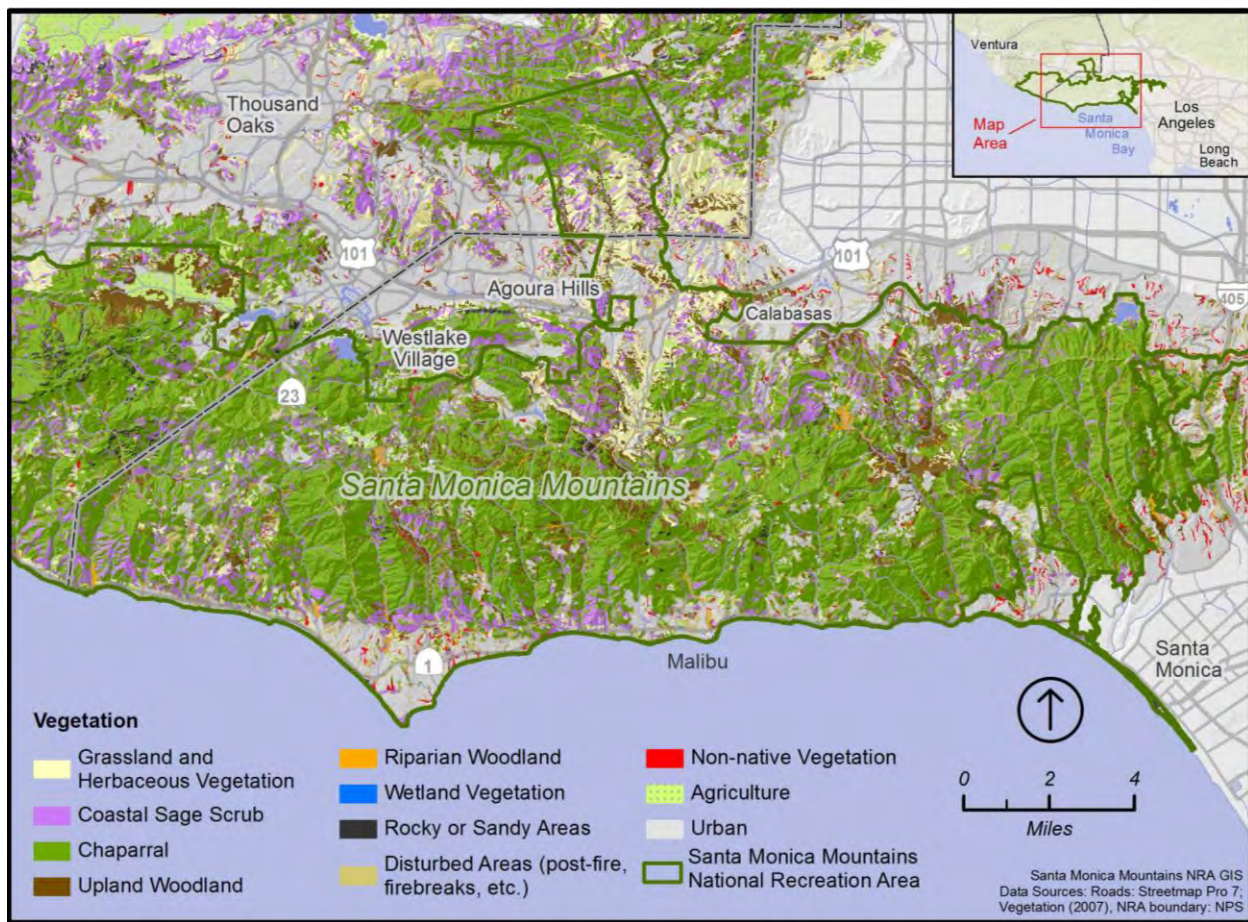 Ventura
Los
Angeles
Santa
Monica
Bay
Map
Area
Long
Beach
Thousand
Oaks
101
101
Agoura Hills
Calabasas
405
Westlake
Village
23
Santa Monica Mountains
1
Malibu
Santa
Monica
Vegetation
Grassland and
Herbaceous Vegetation
Coastal Sage Scrub
Chaparral
Upland Woodland
Riparian Woodland
Wetland Vegetation
Rocky or Sandy Areas
Disturbed Areas (post-fire,
firebreaks, etc.)
Non-native Vegetation
Agriculture
Urban
Santa Monica Mountains
National Recreation Area
0 2 4
Miles
Santa Monica Mountains NRA GIS
Data Sources: Roads: Streetmap Pro 7;
Vegetation (2007), NRA boundary: NPS